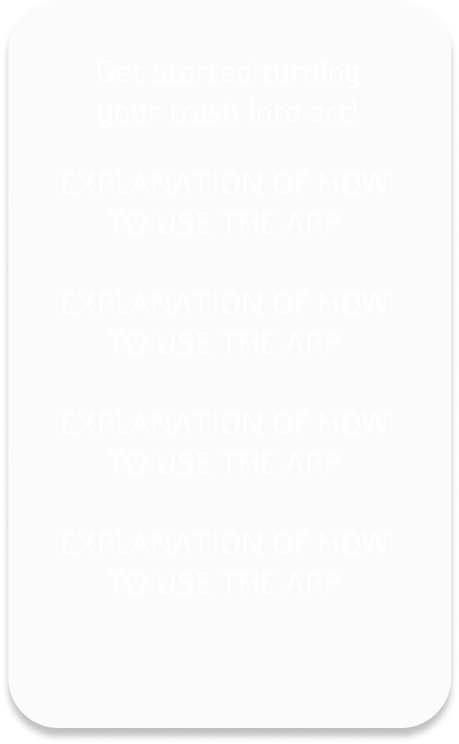 Get started turning
your trash into art!
EXPLANATION OF HOW
TO USE THE APP
EXPLANATION OF HOW
TO USE THE APP
EXPLANATION OF HOW
TO USE THE APP
EXPLANATION OF HOW
TO USE THE APP